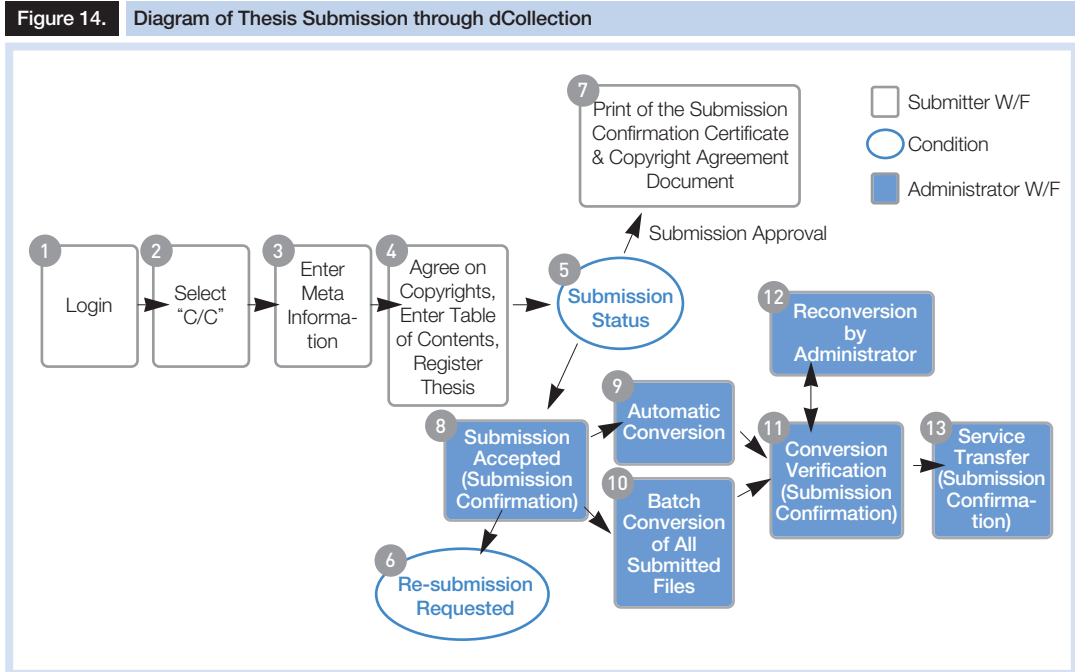 Figure 14.
Diagram of Thesis Submission through dCollection
7
Print of the Submission
Confirmation Certificate
& Copyright Agreement
Document
Submitter W/F
Condition
Administrator W/F
Submission Approval
1
Login
2
Select
“C/C”
3
Enter
Meta
Informa-
tion
4
Agree on
Copyrights,
Enter Table
of Contents,
Register
Thesis
5
Submission
Status
12
Reconversion
by
Administrator
9
Automatic
Conversion
8
Submission
Accepted
(Submission
Confirmation)
10
Batch
Conversion
of All
Submitted
Files
11
Conversion
Verification
(Submission
Confirmation)
13
Service
Transfer
(Submission
Confirma-
tion)
6
Re-submission
Requested